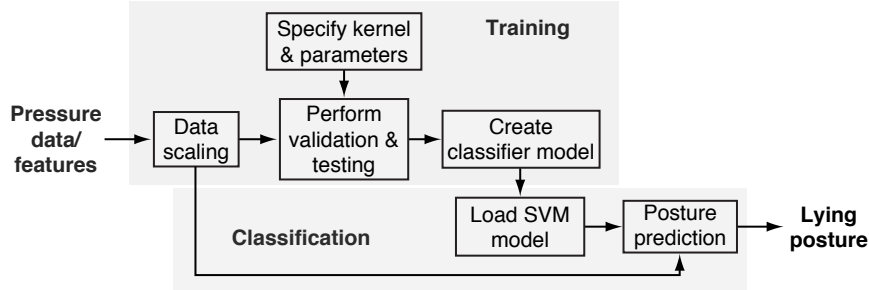 Specify kernel
& parameters
Training
Pressure
data/
features
Data
scaling
Perform
validation &
testing
Create
classifier model
Classification
Load SVM
model
Posture
prediction
Lying
posture